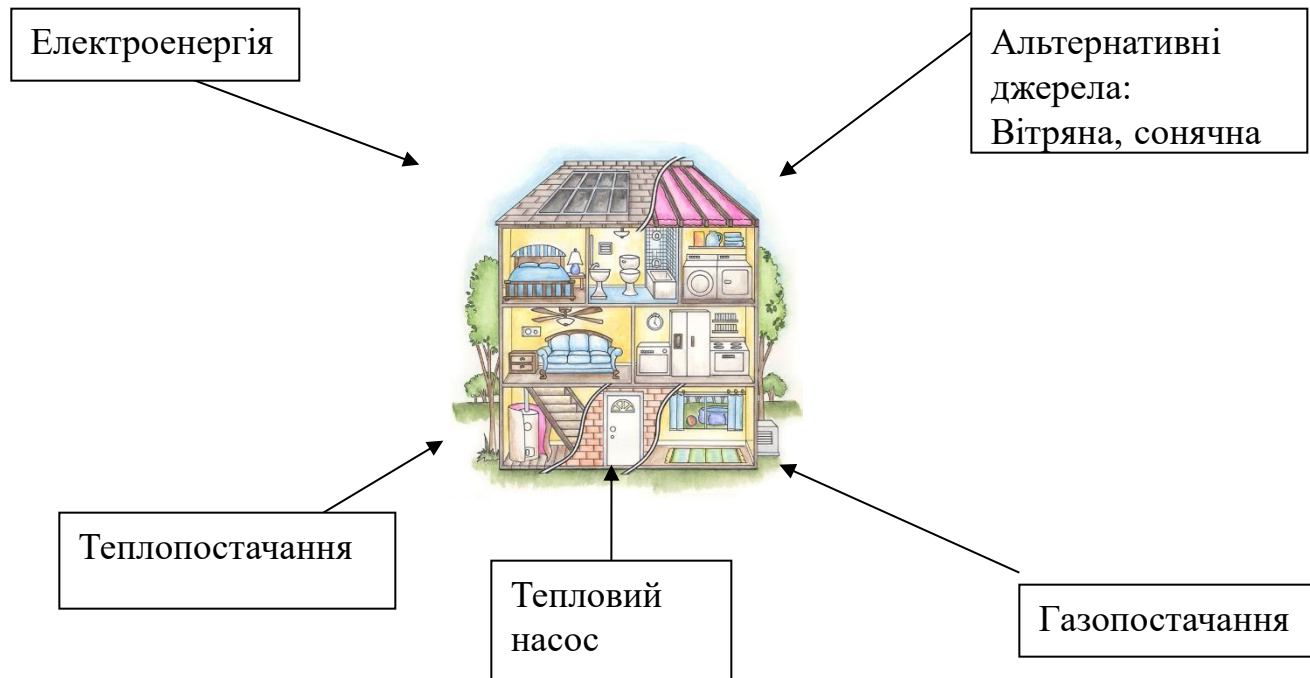 Електроенергія
Альтернативні
джерела:
Вітряна, сонячна
Теплопостачання
Тепловий
насос
Газопостачання